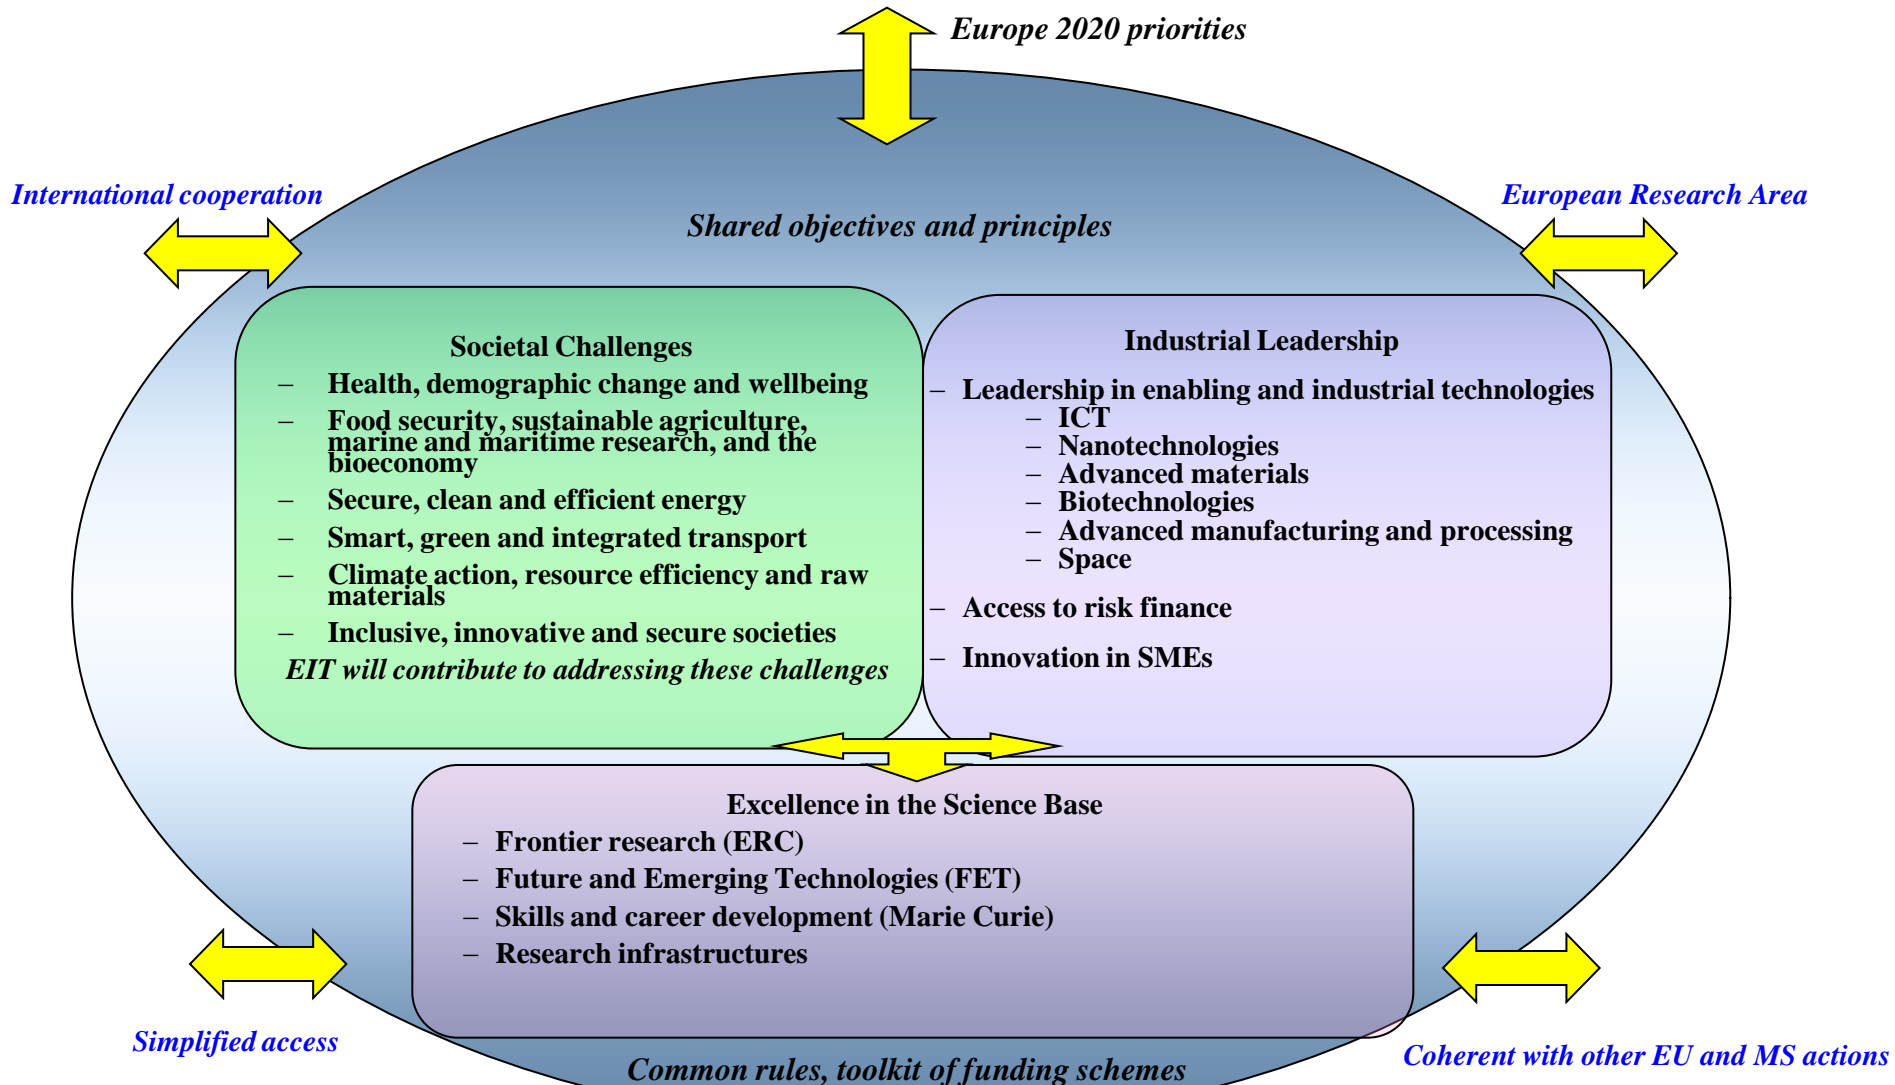 Europe 2020 priorities
International cooperation
European Research Area
Shared objectives and principles
Societal Challenges
– Health, demographic change and wellbeing
– Food security, sustainable agriculture,
marine and maritime research, and the
bioeconomy
– Secure, clean and efficient energy
– Smart, green and integrated transport
– Climate action, resource efficiency and raw
materials
– Inclusive, innovative and secure societies
EIT will contribute to addressing these challenges
Industrial Leadership
– Leadership in enabling and industrial technologies
– ICT
– Nanotechnologies
– Advanced materials
– Biotechnologies
– Advanced manufacturing and processing
– Space
– Access to risk finance
– Innovation in SMEs
Excellence in the Science Base
– Frontier research (ERC)
– Future and Emerging Technologies (FET)
– Skills and career development (Marie Curie)
– Research infrastructures
Simplified access
Coherent with other EU and MS actions
Common rules, toolkit of funding schemes